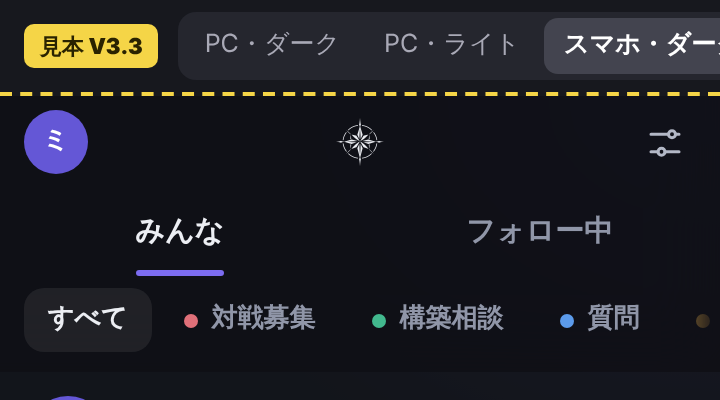 見本 V3.3 PC・ダーク PC・ライト スマホ・ダー
ミ
みんな フォロー中
すべて 対戦募集 構築相談 質問